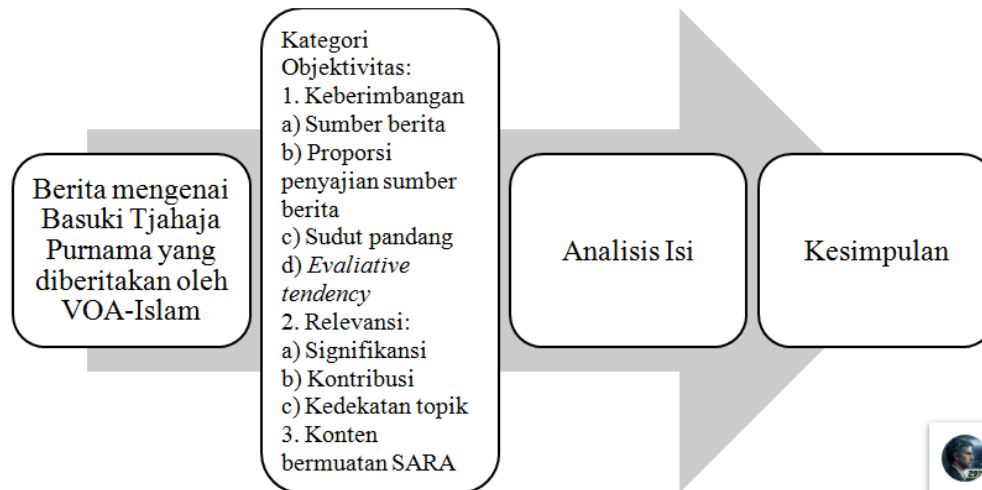 Berita mengenai
Basuki Tjahaja
Purnama yang
diberitakan oleh
VOA-Islam
Kategori
Objektivitas:
1. Keberimbangan
a) Sumber berita
b) Proporsi
penyajian sumber
berita
c) Sudut pandang
d) Evaliative
tendency
2. Relevansi:
a) Signifikansi
b) Kontribusi
c) Kedekatan topik
3. Konten
bermuatan SARA
Analisis Isi
Kesimpulan